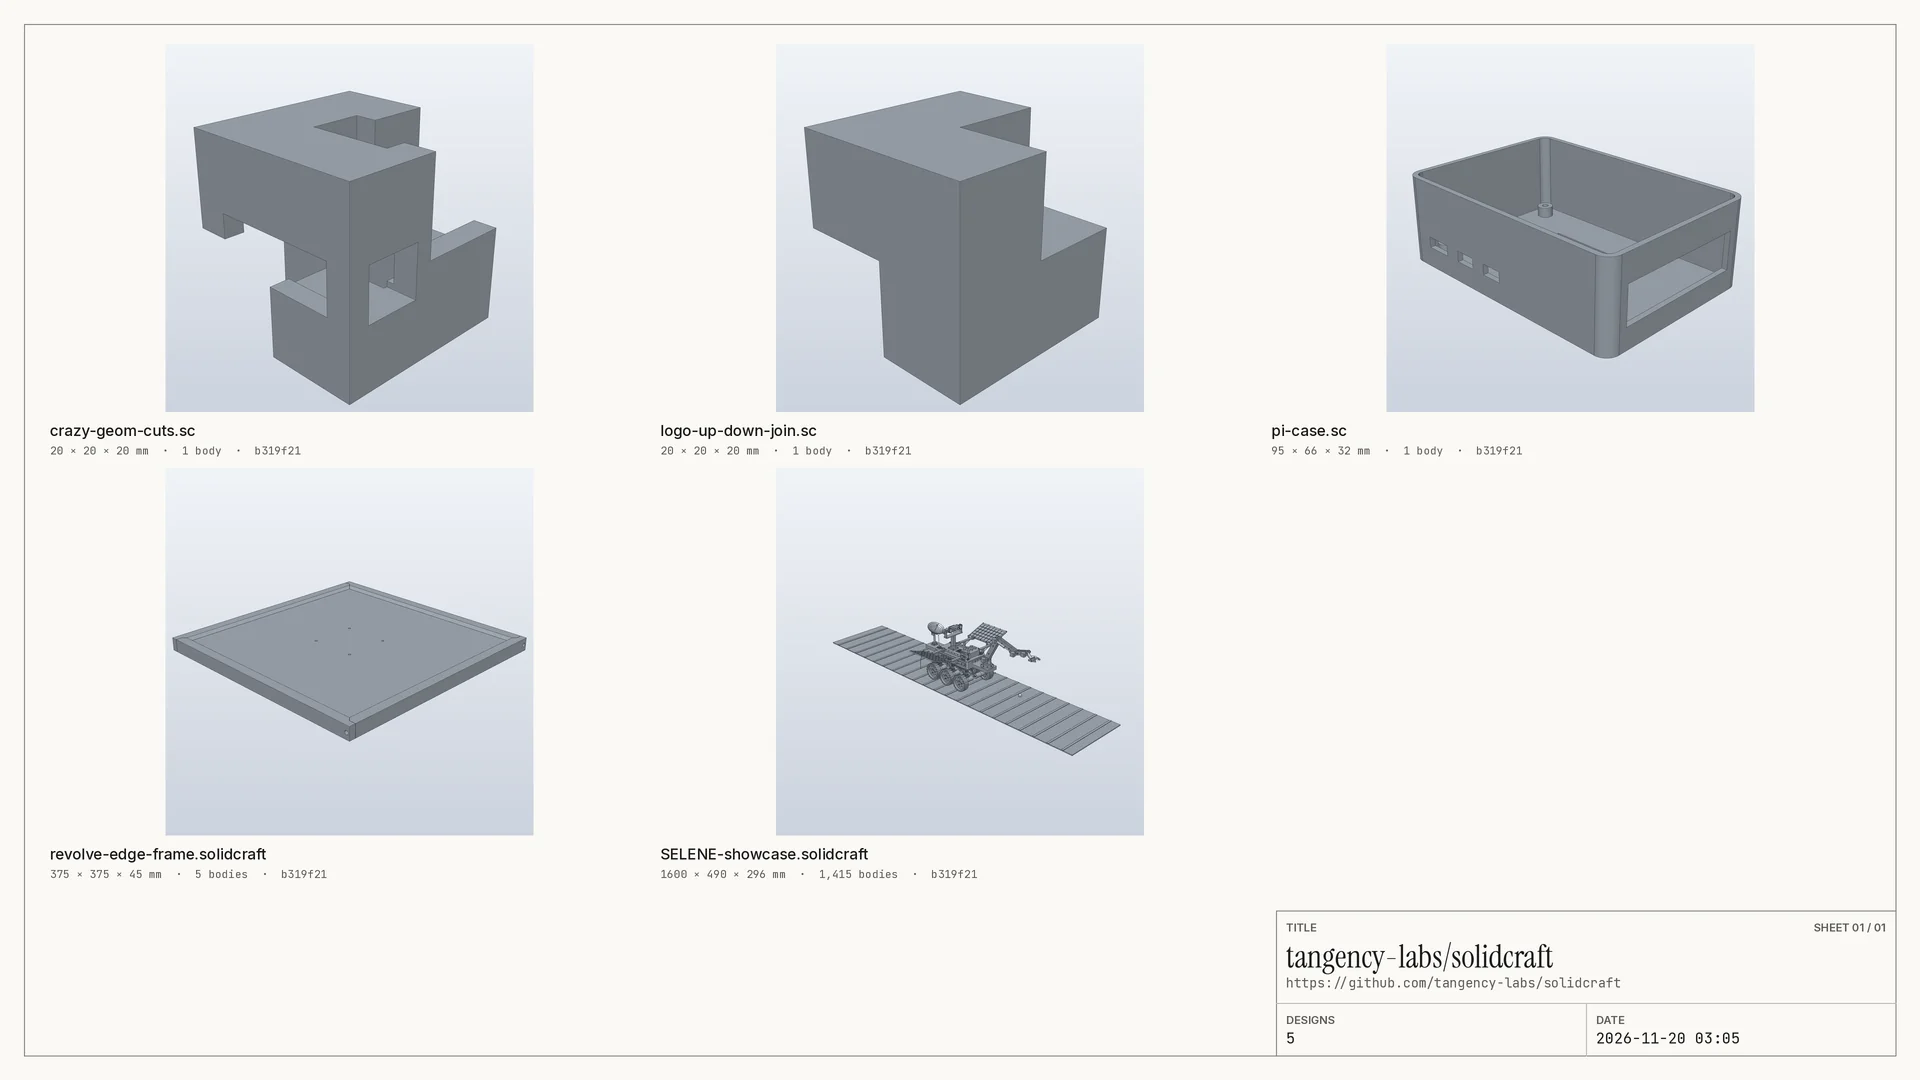 crazy-geom-cuts.sc
20 × 20 × 20 mm · 1 body · b319f21
logo-up-down-join.sc
20 × 20 × 20 mm · 1 body · b319f21
pi-case.sc
95 × 66 × 32 mm · 1 body · b319f21
revolve-edge-frame.solidcraft
375 × 375 × 45 mm · 5 bodies · b319f21
SELENE-showcase.solidcraft
1600 × 490 × 296 mm · 1,415 bodies · b319f21
TITLE
SHEET 01 / 01
tangency-labs/solidcraft
https://github.com/tangency-labs/solidcraft
DESIGNS
5
DATE
2026-11-20 03:05